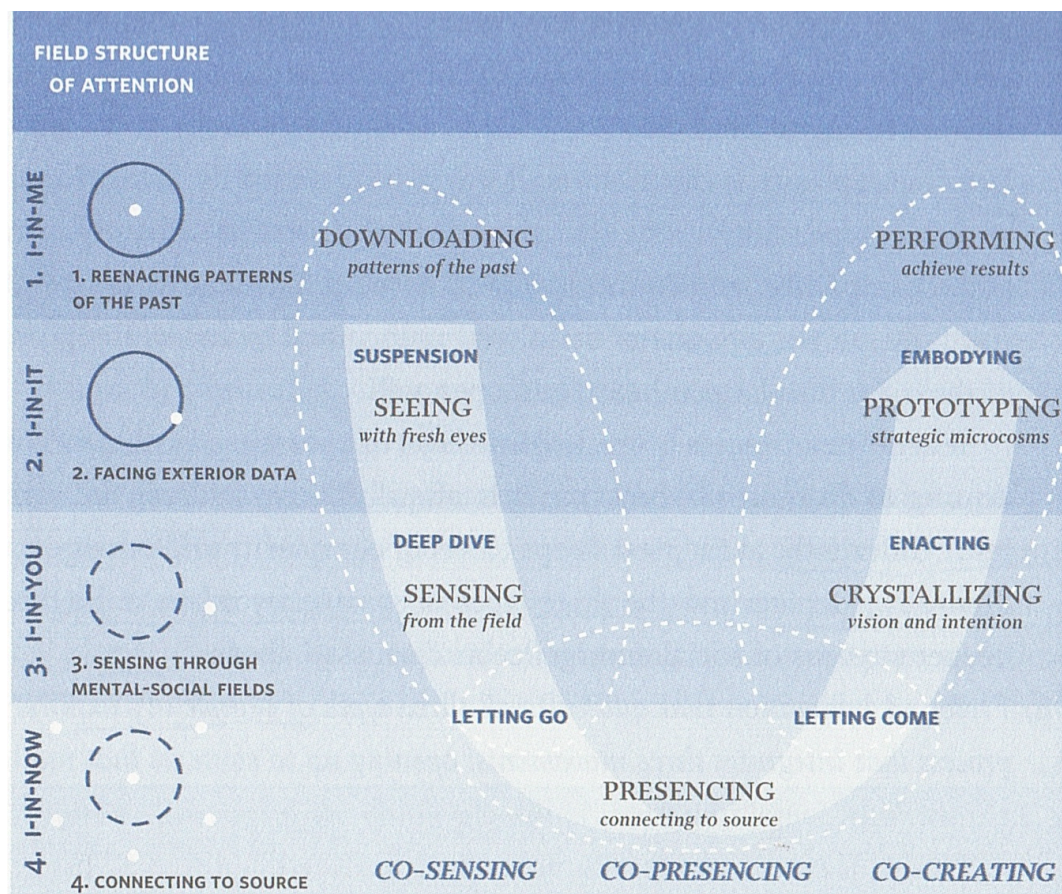 FIELD STRUCTURE
OF ATTENTION
1. I-IN-ME
1. REENACTING PATTERNS
OF THE PAST
DOWNLOADING
patterns of the past
PERFORMING
achieve results
2. I-IN-IT
2. FACING EXTERIOR DATA
SUSPENSION
SEEING
with fresh eyes
EMBODYING
PROTOTYPING
strategic microcosms
3. I-IN-YOU
3. SENSING THROUGH
MENTAL-SOCIAL FIELDS
DEEP DIVE
SENSING
from the field
ENACTING
CRYSTALLIZING
vision and intention
4. I-IN-NOW
4. CONNECTING TO SOURCE
LETTING GO
LETTING COME
PRESENCING
connecting to source
CO-SENSING
CO-PRESENCING
CO-CREATING